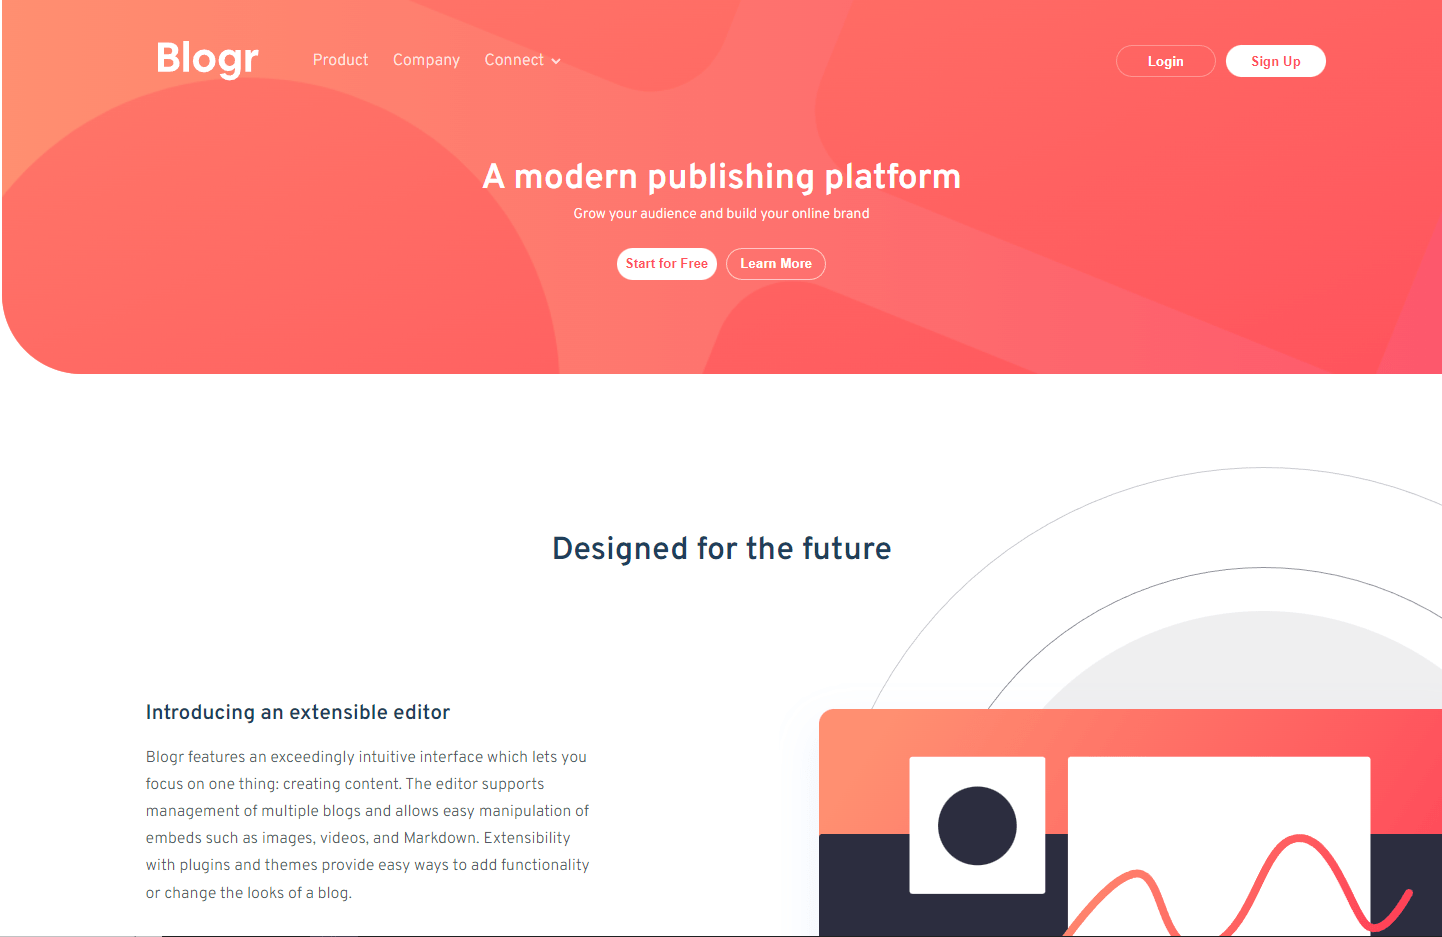 Blogr Product Company Connect Login Sign Up
A modern publishing platform
Grow your audience and build your online brand
Start for Free Learn More
Designed for the future
Introducing an extensible editor
Blogr features an exceedingly intuitive interface which lets you
focus on one thing: creating content. The editor supports
management of multiple blogs and allows easy manipulation of
embeds such as images, videos, and Markdown. Extensibility
with plugins and themes provide easy ways to add functionality
or change the looks of a blog.